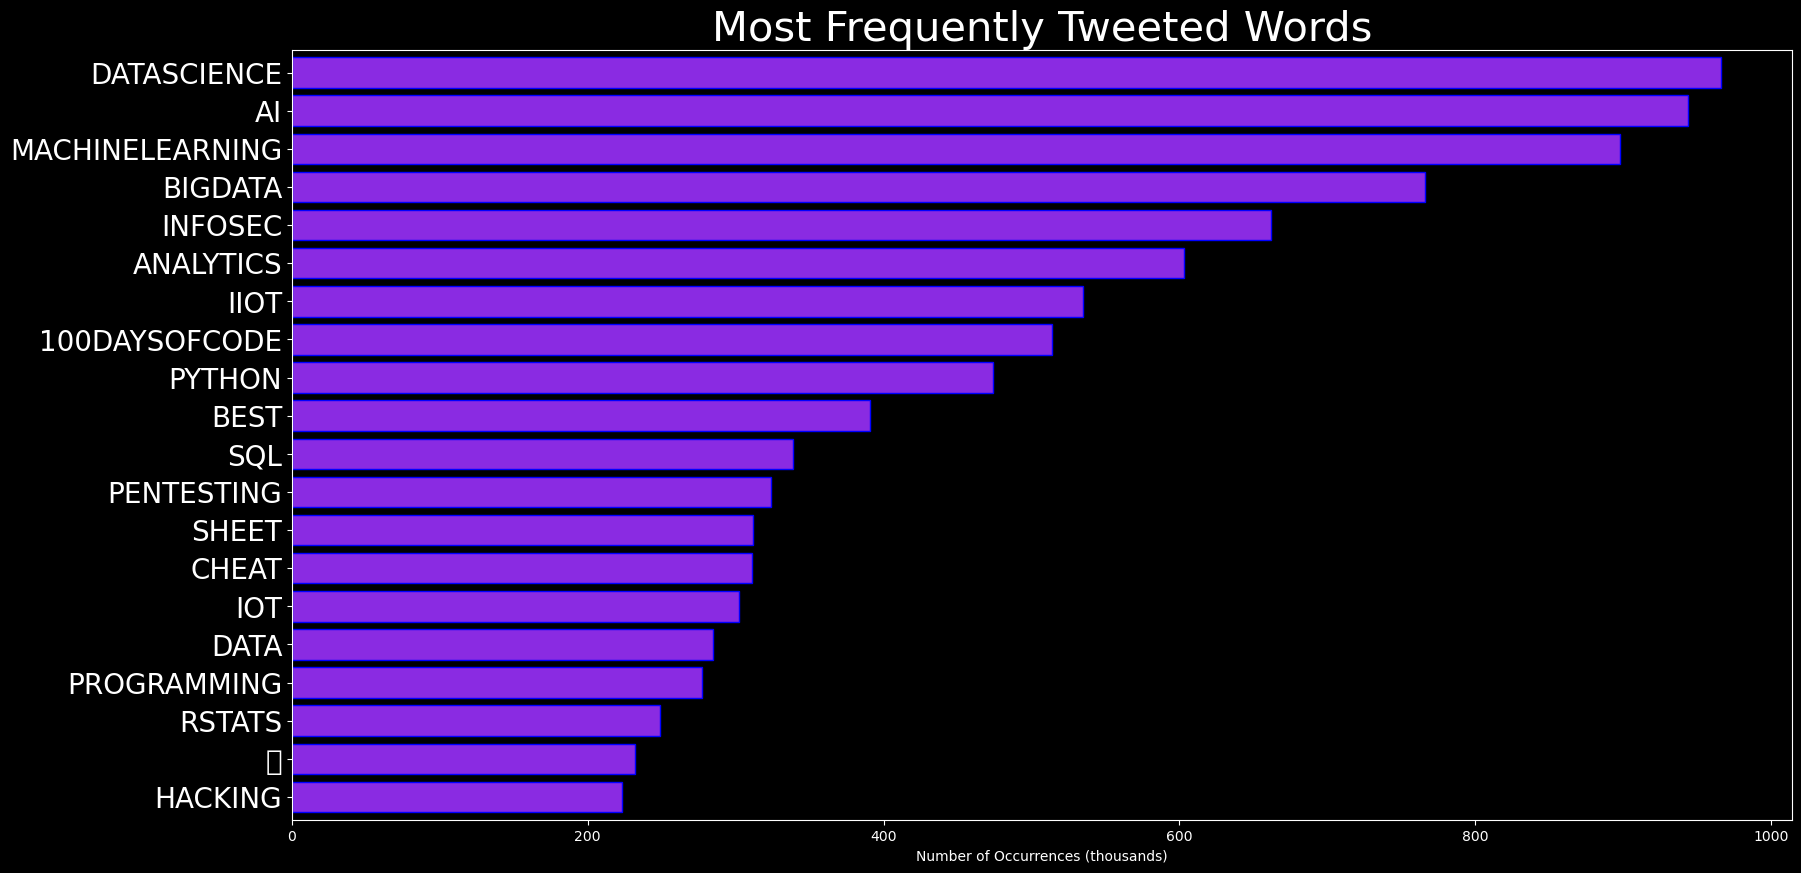 Most Frequently Tweeted Words
DATASCIENCE
AI
MACHINELEARNING
BIGDATA
INFOSEC
ANALYTICS
IIOT
100DAYSOFCODE
PYTHON
BEST
SQL
PENTESTING
SHEET
CHEAT
IOT
DATA
PROGRAMMING
RSTATS
HACKING
0 200 400 600 800 1000
Number of Occurrences (thousands)